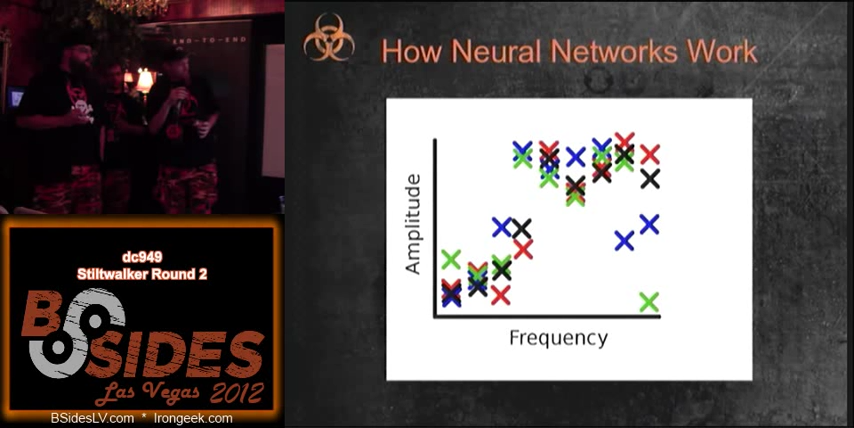 END-TO-END
How Neural Networks Work
Amplitude
Frequency
dc949
Stiltwalker Round 2
BSIDES
Las Vegas 2012
BSidesLV.com * Irongeek.com